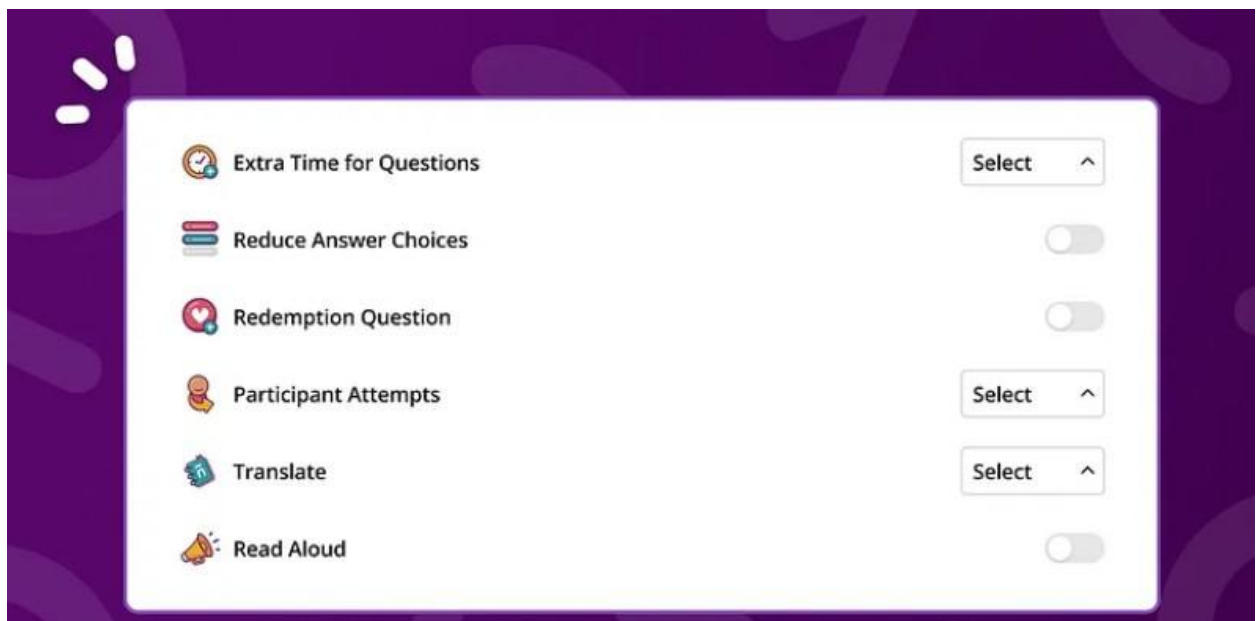 Extra Time for Questions Select
Reduce Answer Choices
Redemption Question
Participant Attempts Select
Translate Select
Read Aloud